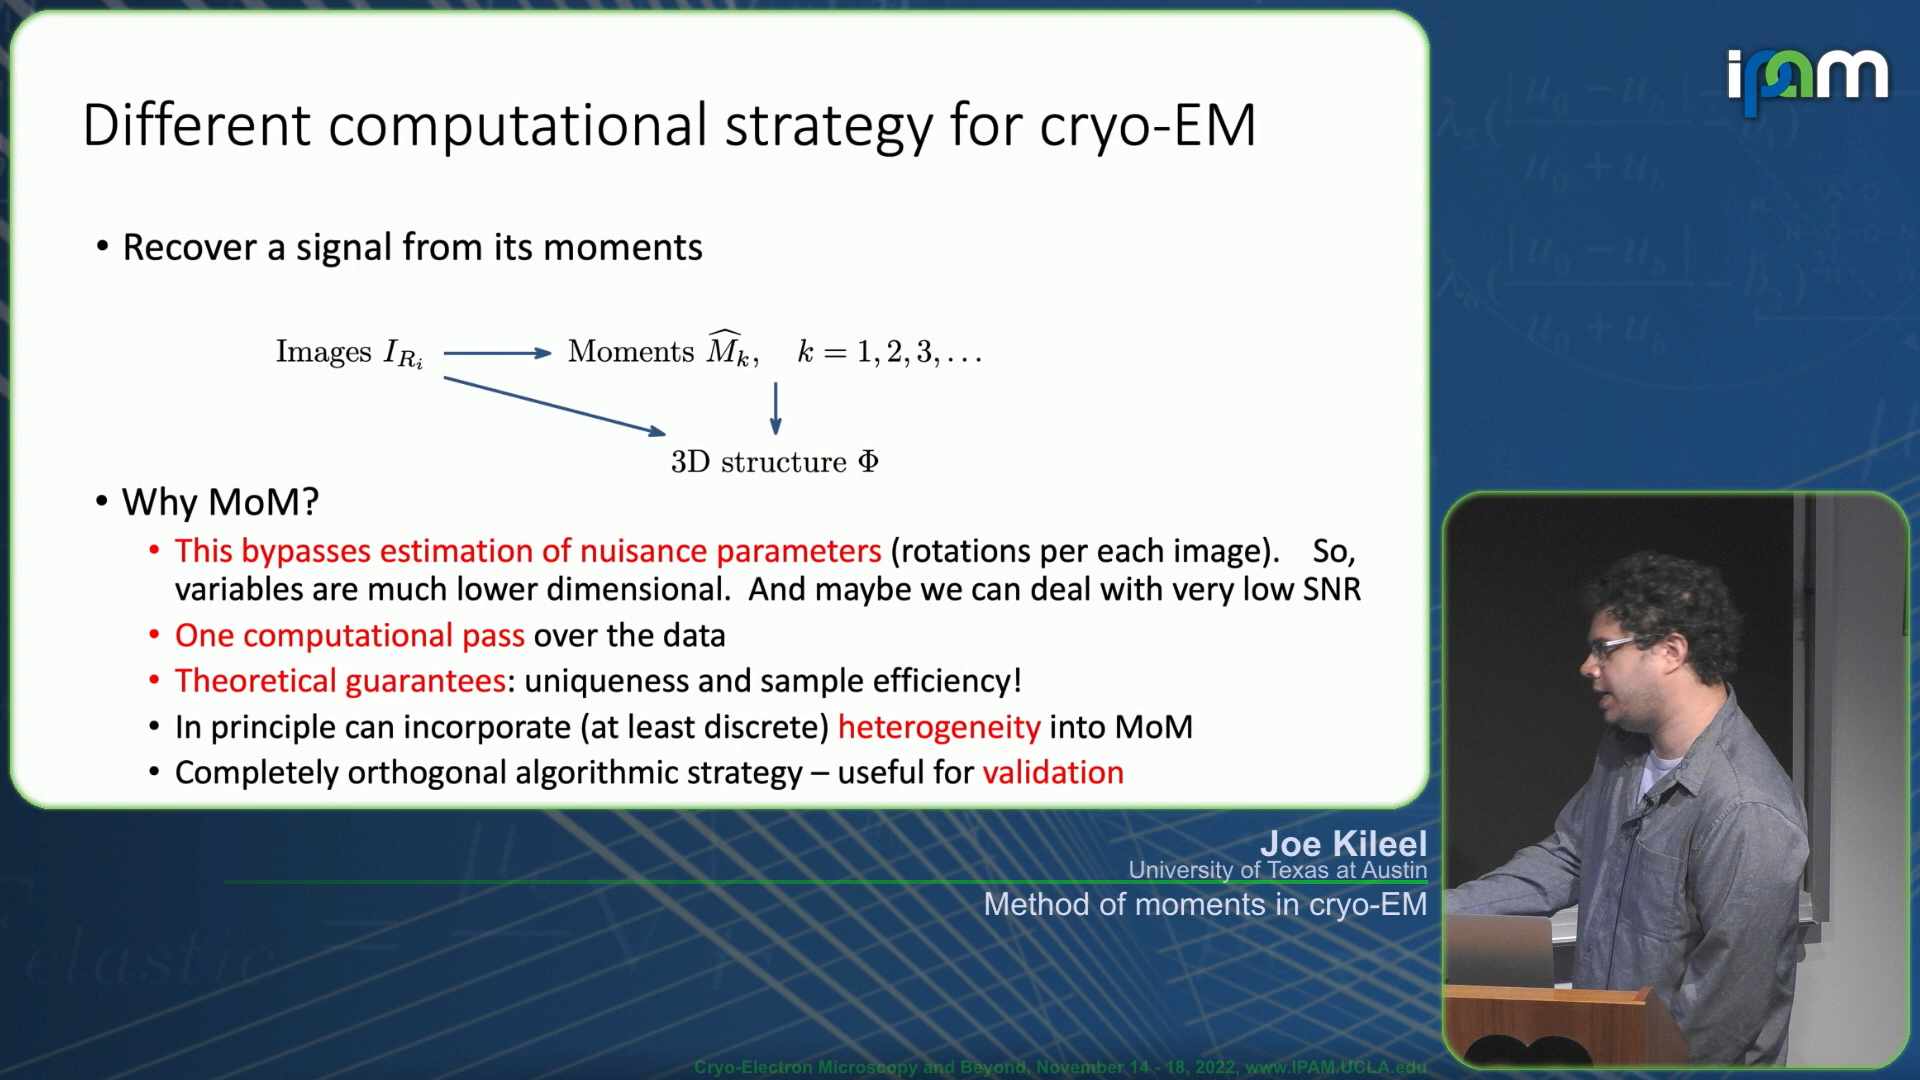 ipam
Different computational strategy for cryo-EM
• Recover a signal from its moments
Images $I_{R_i}$ Moments $\widehat{M}_k$, $k = 1, 2, 3, \ldots$
3D structure Φ
• Why MoM?
• This bypasses estimation of nuisance parameters (rotations per each image). So,
variables are much lower dimensional. And maybe we can deal with very low SNR
• One computational pass over the data
• Theoretical guarantees: uniqueness and sample efficiency!
• In principle can incorporate (at least discrete) heterogeneity into MoM
• Completely orthogonal algorithmic strategy – useful for validation
Joe Kileel
University of Texas at Austin
Method of moments in cryo-EM
elastic
Cryo-Electron Microscopy and Beyond, November 14 - 18, 2022, www.IPAM.UCLA.edu